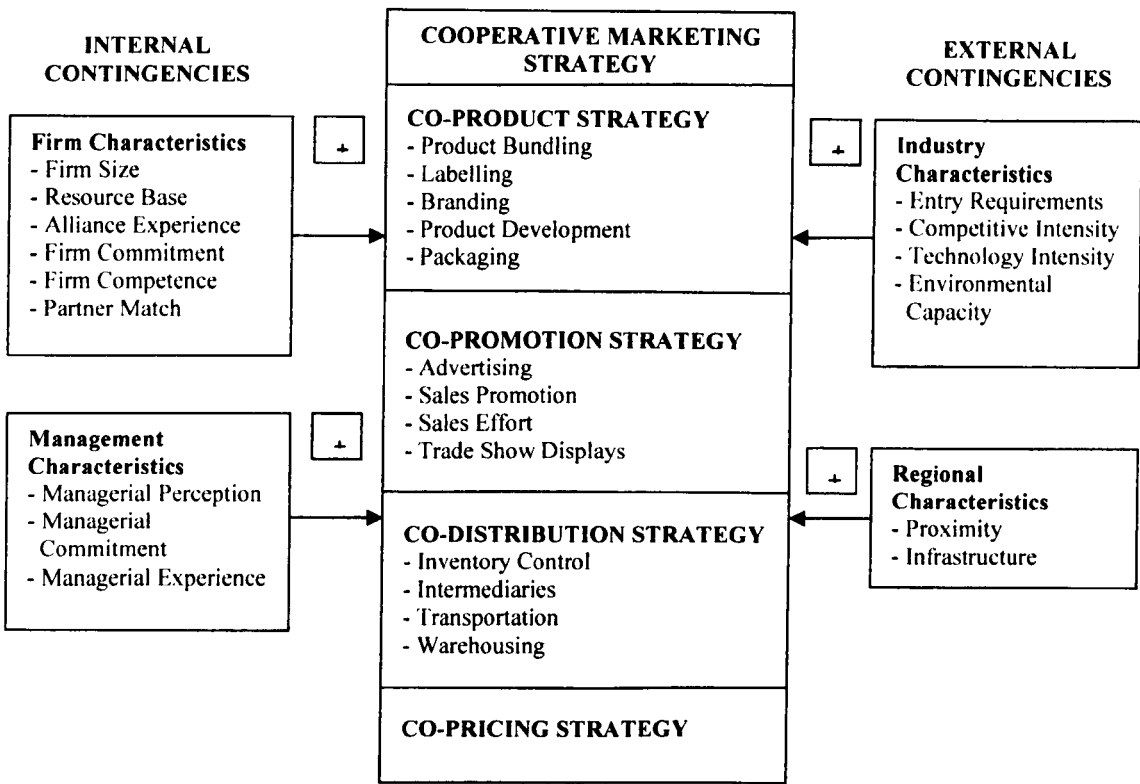 INTERNAL
CONTINGENCIES
Firm Characteristics
- Firm Size
- Resource Base
- Alliance Experience
- Firm Commitment
- Firm Competence
- Partner Match
+
Management
Characteristics
- Managerial Perception
- Managerial
Commitment
- Managerial Experience
+
COOPERATIVE MARKETING
STRATEGY
CO-PRODUCT STRATEGY
- Product Bundling
- Labelling
- Branding
- Product Development
- Packaging
CO-PROMOTION STRATEGY
- Advertising
- Sales Promotion
- Sales Effort
- Trade Show Displays
CO-DISTRIBUTION STRATEGY
- Inventory Control
- Intermediaries
- Transportation
- Warehousing
CO-PRICING STRATEGY
EXTERNAL
CONTINGENCIES
+
Industry
Characteristics
- Entry Requirements
- Competitive Intensity
- Technology Intensity
- Environmental
Capacity
+
Regional
Characteristics
- Proximity
- Infrastructure